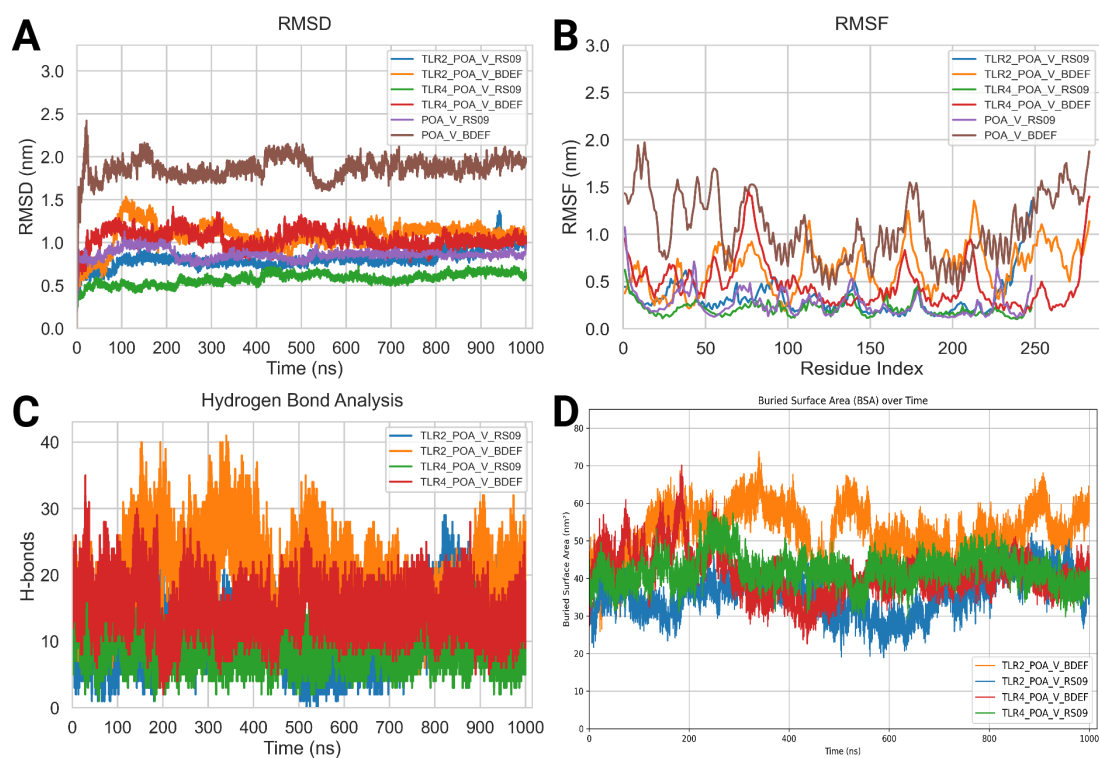 A
RMSD
RMSD (nm)
3.0
2.5
2.0
1.5
1.0
0.5
0.0
0 100 200 300 400 500 600 700 800 900 1000
Time (ns)
TLR2_POA_V_RS09
TLR2_POA_V_BDEF
TLR4_POA_V_RS09
TLR4_POA_V_BDEF
POA_V_RS09
POA_V_BDEF
B
RMSF
RMSF (nm)
3.0
2.5
2.0
1.5
1.0
0.5
0.0
0 50 100 150 200 250
Residue Index
TLR2_POA_V_RS09
TLR2_POA_V_BDEF
TLR4_POA_V_RS09
TLR4_POA_V_BDEF
POA_V_RS09
POA_V_BDEF
C
Hydrogen Bond Analysis
H-bonds
40
30
20
10
0
0 100 200 300 400 500 600 700 800 900 1000
Time (ns)
TLR2_POA_V_RS09
TLR2_POA_V_BDEF
TLR4_POA_V_RS09
TLR4_POA_V_BDEF
D
Buried Surface Area (BSA) over Time
Buried Surface Area (nm²)
80
70
60
50
40
30
20
10
0
0 200 400 600 800 1000
Time (ns)
TLR2_POA_V_BDEF
TLR2_POA_V_RS09
TLR4_POA_V_BDEF
TLR4_POA_V_RS09